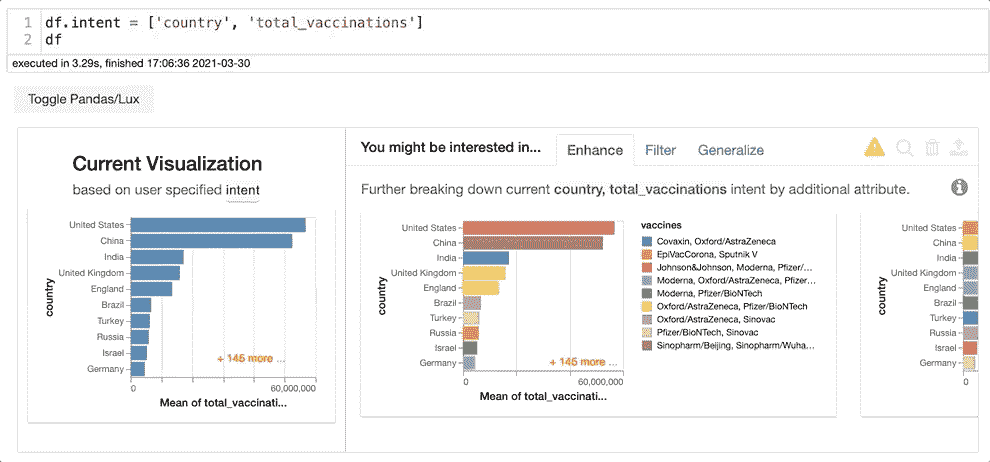 1 df.intent = ['country', 'total_vaccinations']
2 df
executed in 3.29s, finished 17:06:36 2021-03-30
Toggle Pandas/Lux
Current Visualization
based on user specified intent
United States
China
India
United Kingdom
England
Brazil
Turkey
Russia
Israel
Germany
country
+ 145 more ...
0 60,000,000
Mean of total_vaccinati...
You might be interested in... Enhance Filter Generalize
Further breaking down current country, total_vaccinations intent by additional attribute.
United States
China
India
United Kingdom
England
Brazil
Turkey
Russia
Israel
Germany
country
+ 145 more ...
0 60,000,000
Mean of total_vaccinati...
vaccines
Covaxin, Oxford/AstraZeneca
EpiVacCorona, Sputnik V
Johnson&Johnson, Moderna, Pfizer/...
Moderna, Oxford/AstraZeneca, Pfizer...
Moderna, Pfizer/BioNTech
Oxford/AstraZeneca, Pfizer/BioNTech
Oxford/AstraZeneca, Sinovac
Pfizer/BioNTech, Sinovac
Sinopharm/Beijing, Sinopharm/Wuha...
United States
China
India
United Kingdom
England
Brazil
Turkey
Russia
Israel
Germany
country
0